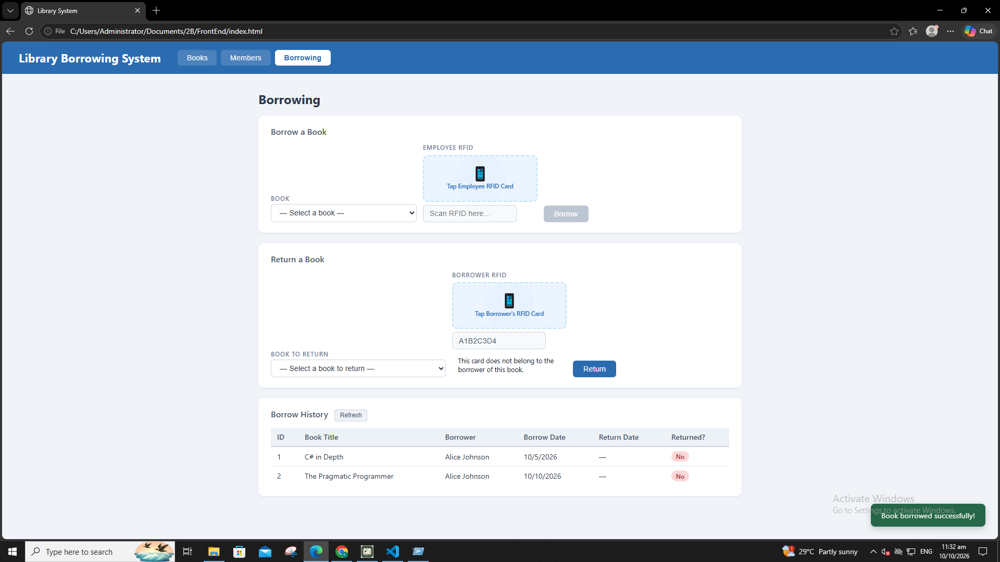 Library System
File C:/Users/Administrator/Documents/2B/FrontEnd/index.html
Chat
Library Borrowing System Books Members Borrowing
Borrowing
Borrow a Book
EMPLOYEE RFID
Tap Employee RFID Card
BOOK
— Select a book —
Scan RFID here...
Borrow
Return a Book
BORROWER RFID
Tap Borrower's RFID Card
A1B2C3D4
BOOK TO RETURN
— Select a book to return —
This card does not belong to the
borrower of this book.
Return
Borrow History Refresh
ID Book Title Borrower Borrow Date Return Date Returned?
1 C# in Depth Alice Johnson 10/5/2026 — No
2 The Pragmatic Programmer Alice Johnson 10/10/2026 — No
Activate Windows
Go to Settings to activate Windows.
Book borrowed successfully!
Type here to search
1
29°C Partly sunny
ENG
11:32 am
10/10/2026